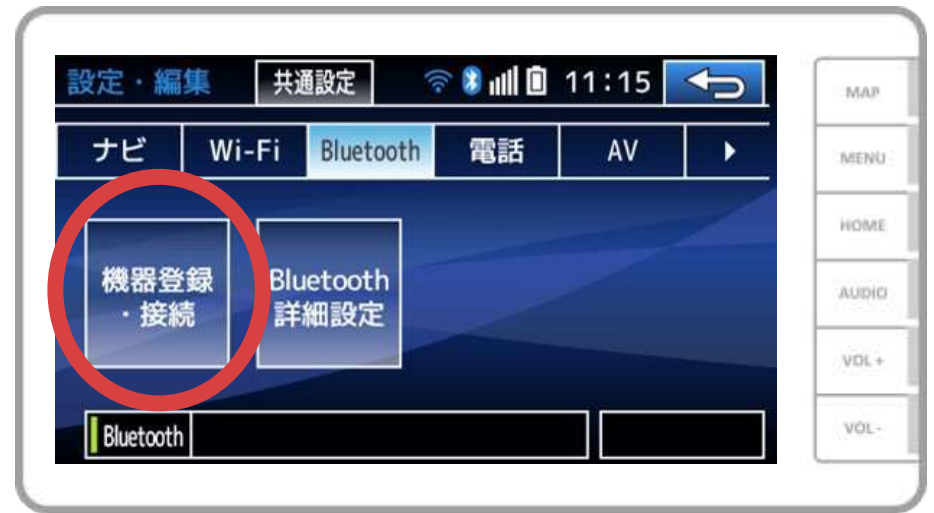 設定・編集 共通設定 11:15
ナビ Wi-Fi Bluetooth 電話 AV
機器登録
・接続
Bluetooth
詳細設定
Bluetooth
MAP
MENU
HOME
AUDIO
VOL +
VOL -